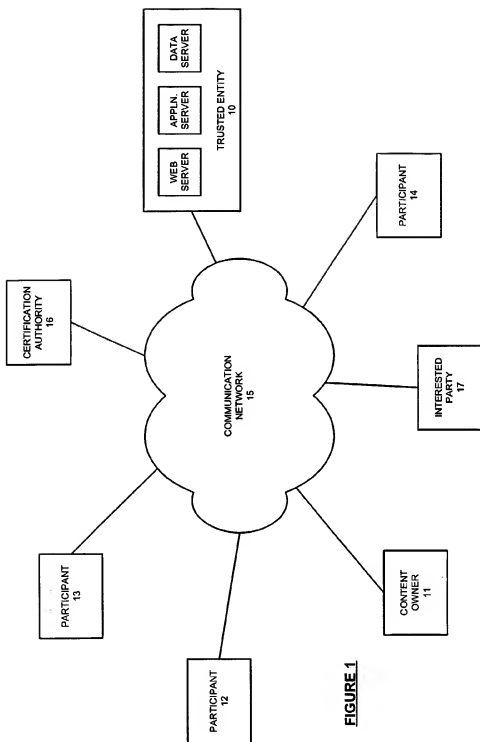 CERTIFICATION
AUTHORITY
16
WEB
SERVER
APPLN.
SERVER
DATA
SERVER
TRUSTED ENTITY
10
PARTICIPANT
13
COMMUNICATION
NETWORK
15
PARTICIPANT
14
PARTICIPANT
12
CONTENT
OWNER
11
INTERESTED
PARTY
17
FIGURE 1